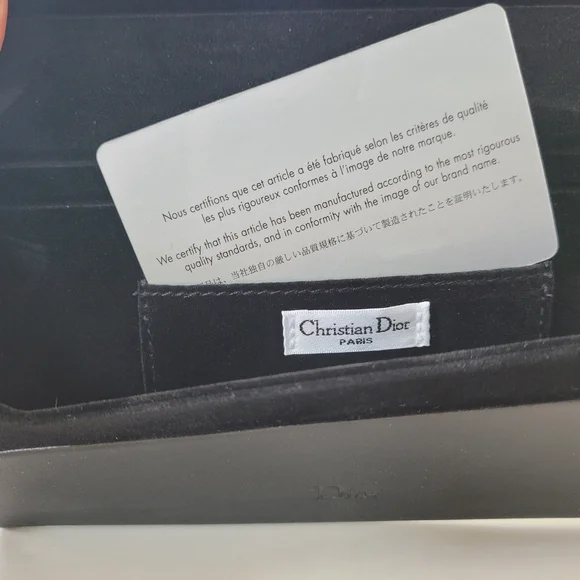 Nous certifions que cet article a été fabriqué selon les critères de qualité
les plus rigoureux conformes à l'image de notre marque.
We certify that this article has been manufactured according to the most rigourous
quality standards, and in conformity with the image of our brand name.
は、当社独自の厳しい品質規格に基づいて製造されたことを証明いたします。
Christian Dior
PARIS
Dior